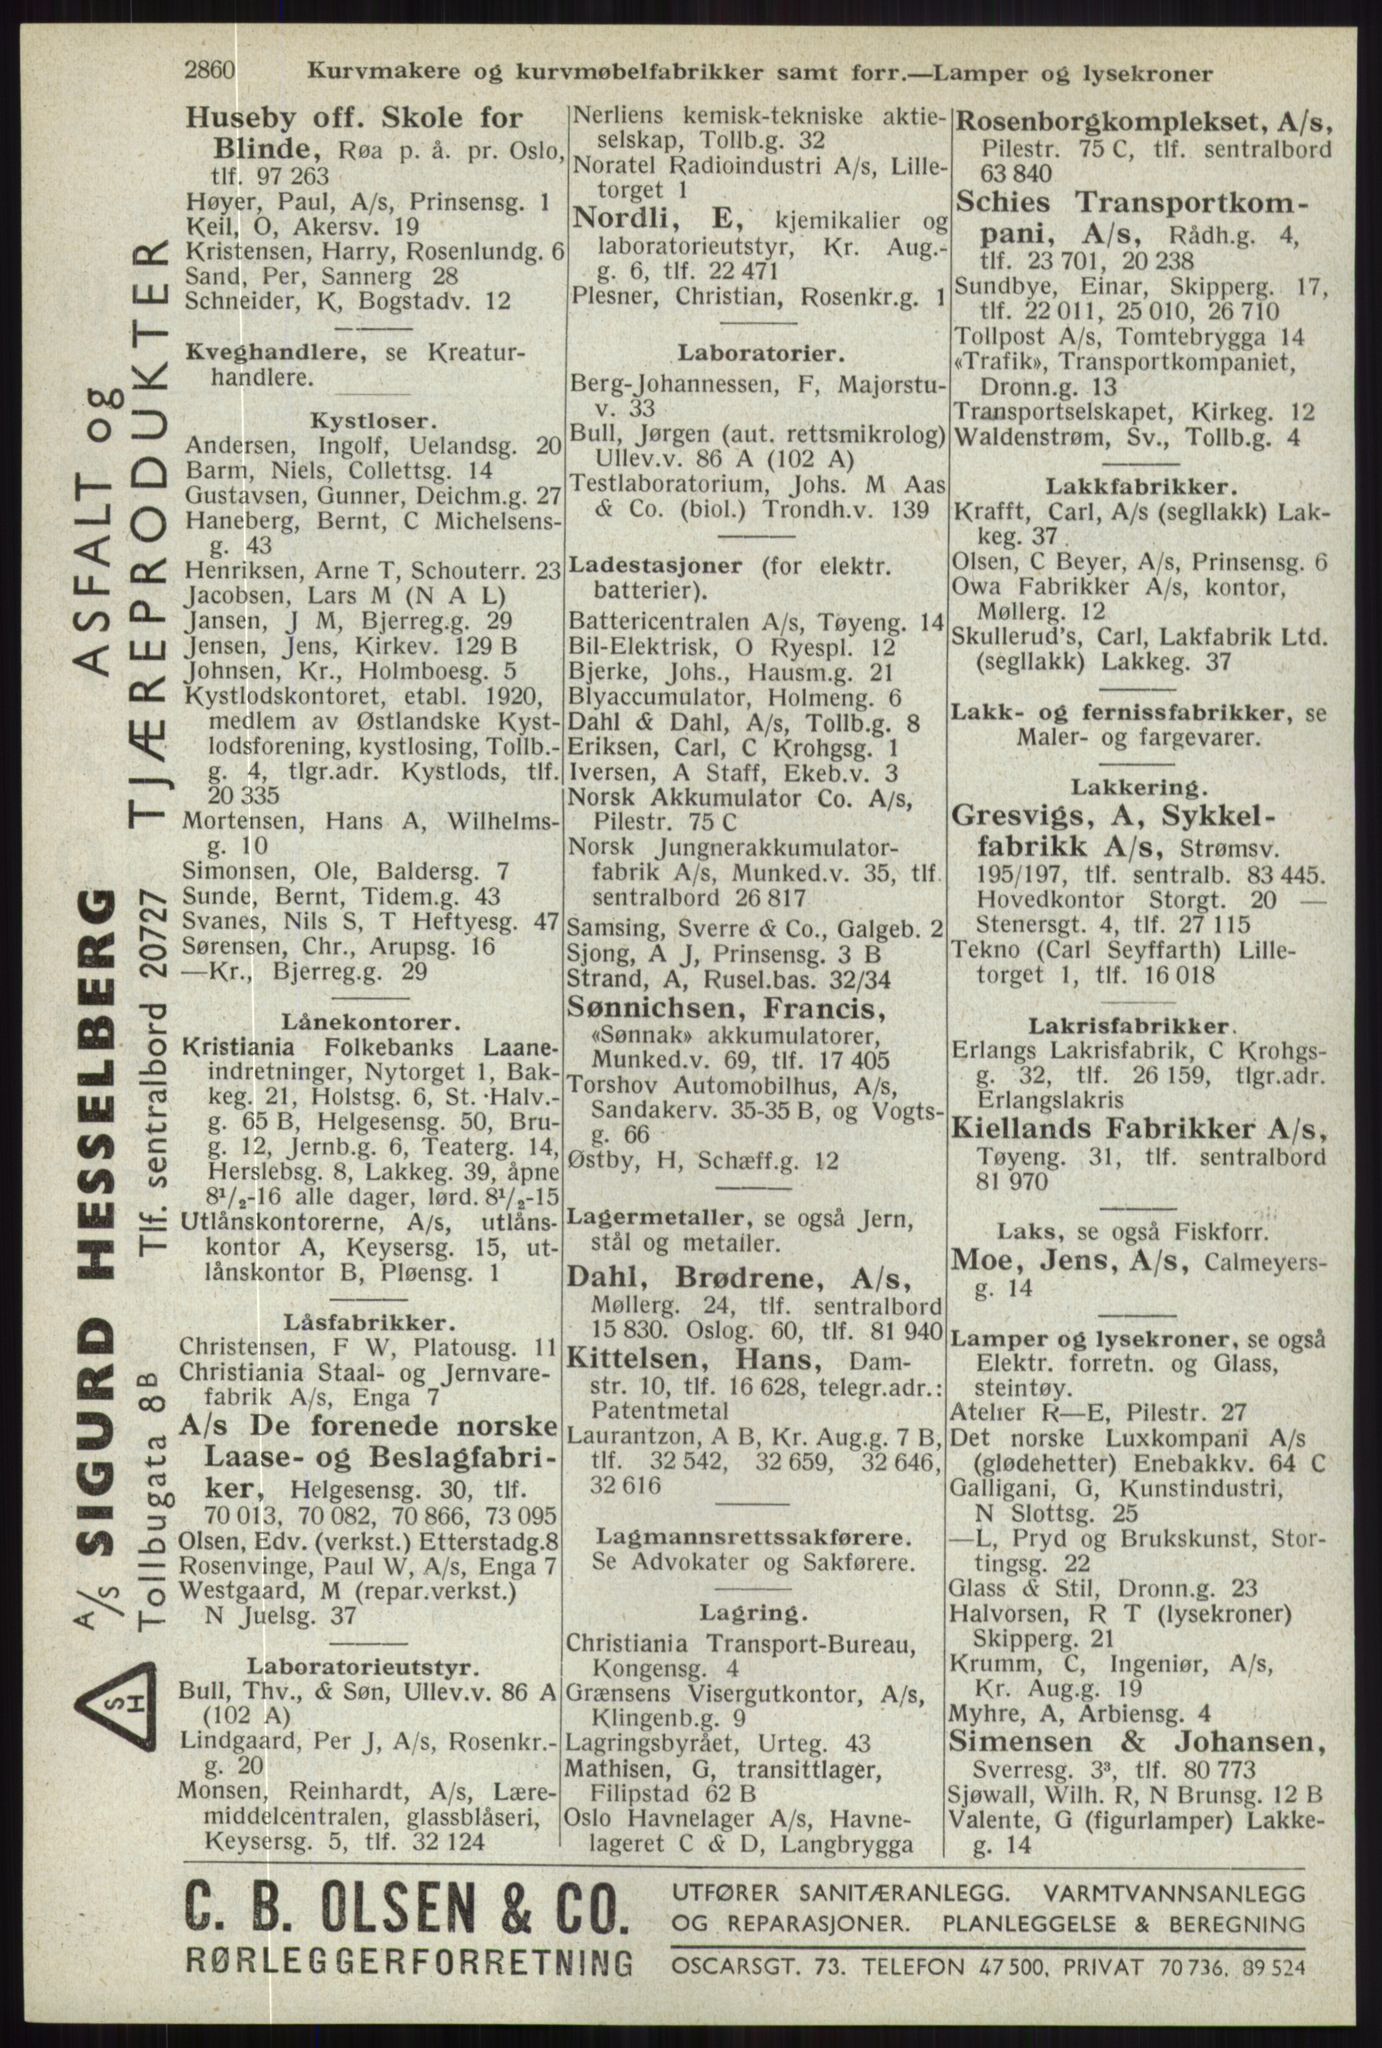 2860 Kurvmakere og kurvmøbelfabrikker samt forr.—Lamper og lysekroner
Huseby off. Skole for
Blinde, Røa p. å. pr. Oslo,
tlf. 97 263
Høyer, Paul, A/s, Prinsensg. 1
Keil, O, Akersv. 19
Kristensen, Harry, Rosenlundg. 6
Sand, Per, Sannerg 28
Schneider, K, Bogstadv. 12
Kveghandlere, se Kreatur-
handlere.
Kystloser.
Andersen, Ingolf, Uelandsg. 20
Barm, Niels, Collettsg. 14
Gustavsen, Gunner, Deichm.g. 27
Haneberg, Bernt, C Michelsens-
g. 43
Henriksen, Arne T, Schouterr. 23
Jacobsen, Lars M (N A L)
Jansen, J M, Bjerreg.g. 29
Jensen, Jens, Kirkev. 129 B
Johnsen, Kr., Holmboesg. 5
Kystlodskontoret, etabl. 1920,
medlem av Østlandske Kyst-
lodsforening, kystlosing, Tollb.-
g. 4, tlgr.adr. Kystlods, tlf.
20 335
Mortensen, Hans A, Wilhelms-
g. 10
Simonsen, Ole, Baldersg. 7
Sunde, Bernt, Tidem.g. 43
Svanes, Nils S, T Heftyesg. 47
Sørensen, Chr., Arupsg. 16
—Kr., Bjerreg.g. 29
Lånekontorer.
Kristiania Folkebanks Laane-
indretninger, Nytorget 1, Bak-
keg. 21, Holstsg. 6, St. Halv.-
g. 65 B, Helgesensg. 50, Bru-
g. 12, Jernb.g. 6, Teaterg. 14,
Herslebsg. 8, Lakkeg. 39, åpne
8¹/₂-16 alle dager, lørd. 8¹/₂-15
Utlånskontorerne, A/s, utlåns-
kontor A, Keysersg. 15, ut-
lånskontor B, Pløensg. 1
Låsfabrikker.
Christensen, F W, Platousg. 11
Christiania Staal- og Jernvare-
fabrik A/s, Enga 7
A/s De forenede norske
Laase- og Beslagfabri-
ker, Helgesensg. 30, tlf.
70 013, 70 082, 70 866, 73 095
Olsen, Edv. (verkst.) Etterstadg.8
Rosenvinge, Paul W, A/s, Enga 7
Westgaard, M (repar.verkst.)
N Juelsg. 37
Laboratorieutstyr.
Bull, Thv., & Søn, Ullev.v. 86 A
(102 A)
Lindgaard, Per J, A/s, Rosenkr.-
g. 20
Monsen, Reinhardt, A/s, Lære-
middelcentralen, glassblåseri,
Keysersg. 5, tlf. 32 124
Nerliens kemisk-tekniske aktie-
selskap, Tollb.g. 32
Noratel Radioindustri A/s, Lille-
torget 1
Nordli, E, kjemikalier og
laboratorieutstyr, Kr. Aug.-
g. 6, tlf. 22 471
Plesner, Christian, Rosenkr.g. 1
Laboratorier.
Berg-Johannessen, F, Majorstu-
v. 33
Bull, Jørgen (aut. rettsmikrolog)
Ullev.v. 86 A (102 A)
Testlaboratorium, Johs. M Aas
& Co. (biol.) Trondh.v. 139
Ladestasjoner (for elektr.
batterier).
Battericentralen A/s, Tøyeng. 14
Bil-Elektrisk, O Ryespl. 12
Bjerke, Johs., Hausm.g. 21
Blyaccumulator, Holmeng. 6
Dahl & Dahl, A/s, Tollb.g. 8
Eriksen, Carl, C Krohgsg. 1
Iversen, A Staff, Ekeb.v. 3
Norsk Akkumulator Co. A/s,
Pilestr. 75 C
Norsk Jungnerakkumulator-
fabrik A/s, Munked.v. 35, tlf.
sentralbord 26 817
Samsing, Sverre & Co., Galgeb. 2
Sjong, A J, Prinsensg. 3 B
Strand, A, Rusel.bas. 32/34
Sønnichsen, Francis,
«Sønnak» akkumulatorer,
Munked.v. 69, tlf. 17 405
Torshov Automobilhus, A/s,
Sandakerv. 35-35 B, og Vogts-
g. 66
Østby, H, Schæff.g. 12
Lagermetaller, se også Jern,
stål og metaller.
Dahl, Brødrene, A/s,
Møllerg. 24, tlf. sentralbord
15 830. Oslog. 60, tlf. 81 940
Kittelsen, Hans, Dam-
str. 10, tlf. 16 628, telegr.adr.:
Patentmetal
Laurantzon, A B, Kr. Aug.g. 7 B,
tlf. 32 542, 32 659, 32 646,
32 616
Lagmannsrettssakførere.
Se Advokater og Sakførere.
Lagring.
Christiania Transport-Bureau,
Kongensg. 4
Grænsens Visergutkontor, A/s,
Klingenb.g. 9
Lagringsbyrået, Urteg. 43
Mathisen, G, transittlager,
Filipstad 62 B
Oslo Havnelager A/s, Havne-
lageret C & D, Langbrygga
Rosenborgkomplekset, A/s,
Pilestr. 75 C, tlf. sentralbord
63 840
Schies Transportkom-
pani, A/s, Rådh.g. 4,
tlf. 23 701, 20 238
Sundbye, Einar, Skipperg. 17,
tlf. 22 011, 25 010, 26 710
Tollpost A/s, Tomtebrygga 14
«Trafik», Transportkompaniet,
Dronn.g. 13
Transportselskapet, Kirkeg. 12
Waldenstrøm, Sv., Tollb.g. 4
Lakkfabrikker.
Krafft, Carl, A/s (segllakk) Lak-
keg. 37
Olsen, C Beyer, A/s, Prinsensg. 6
Owa Fabrikker A/s, kontor,
Møllerg. 12
Skullerud's, Carl, Lakfabrik Ltd.
(segllakk) Lakkeg. 37
Lakk- og fernissfabrikker, se
Maler- og fargevarer.
Lakkering.
Gresvigs, A, Sykkel-
fabrikk A/s, Strømsv.
195/197, tlf. sentralb. 83 445.
Hovedkontor Storgt. 20 —
Stenersgt. 4, tlf. 27 115
Tekno (Carl Seyffarth) Lille-
torget 1, tlf. 16 018
Lakrisfabrikker.
Erlangs Lakrisfabrik, C Krohgs-
g. 32, tlf. 26 159, tlgr.adr.
Erlangslakris
Kiellands Fabrikker A/s,
Tøyeng. 31, tlf. sentralbord
81 970
Laks, se også Fiskforr.
Moe, Jens, A/s, Calmeyers-
g. 14
Lamper og lysekroner, se også
Elektr. forretn. og Glass,
steintøy.
Atelier R—E, Pilestr. 27
Det norske Luxkompani A/s
(glødehetter) Enebakkv. 64 C
Galligani, G, Kunstindustri,
N Slottsg. 25
—L, Pryd og Brukskunst, Stor-
tingsg. 22
Glass & Stil, Dronn.g. 23
Halvorsen, R T (lysekroner)
Skipperg. 21
Krumm, C, Ingeniør, A/s,
Kr. Aug.g. 19
Myhre, A, Arbiensg. 4
Simensen & Johansen,
Sverresg. 3³, tlf. 80 773
Sjøwall, Wilh. R, N Brunsg. 12 B
Valente, G (figurlamper) Lakke-
g. 14
SH
A/S SIGURD HESSELBERG
Tollbugata 8B Tlf. sentralbord 20727
ASFALT og
TJÆREPRODUKTER
C. B. OLSEN & CO.
RØRLEGGERFORRETNING
UTFØRER SANITÆRANLEGG. VARMTVANNSANLEGG
OG REPARASJONER. PLANLEGGELSE & BEREGNING
OSCARSGT. 73. TELEFON 47 500, PRIVAT 70 736, 89 524